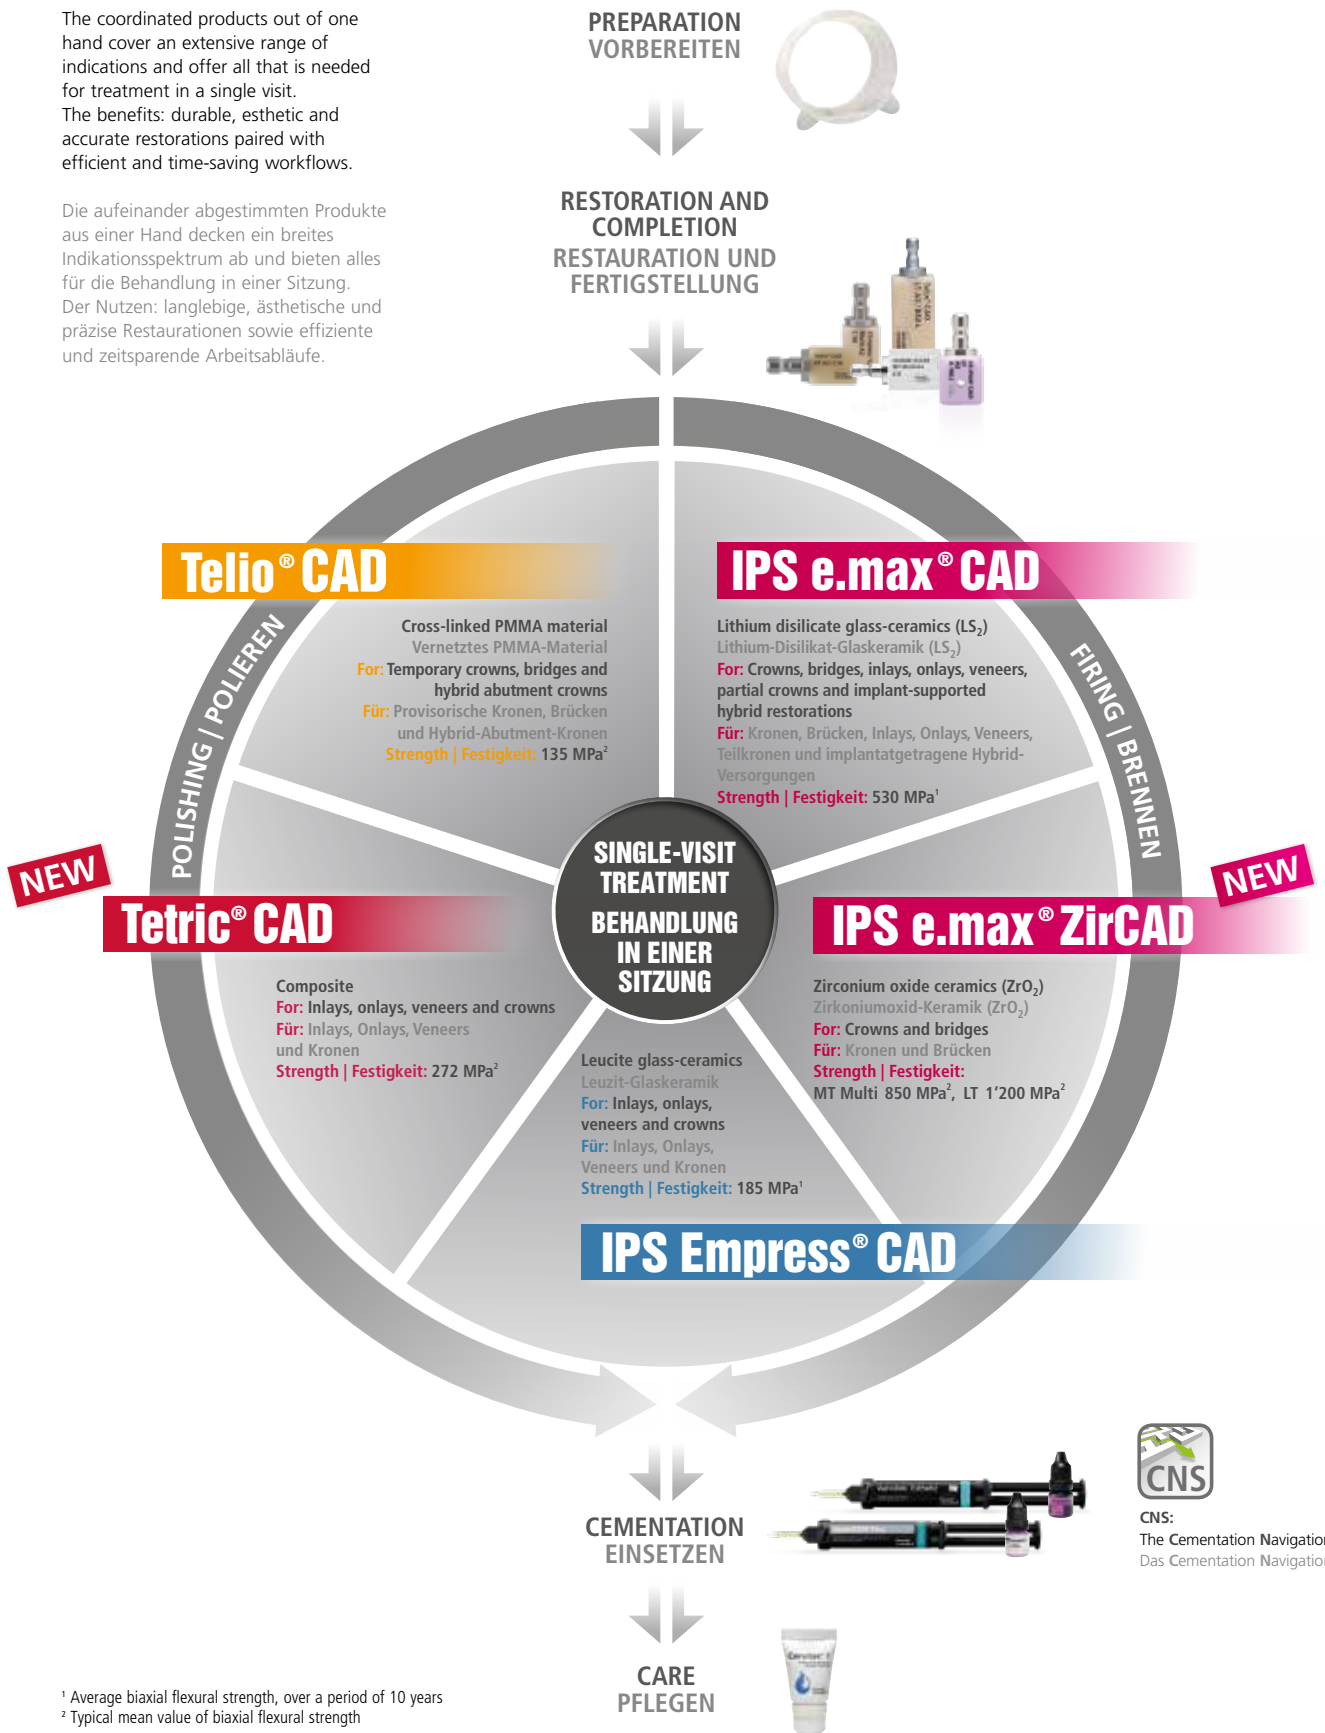 The coordinated products out of one
hand cover an extensive range of
indications and offer all that is needed
for treatment in a single visit.
The benefits: durable, esthetic and
accurate restorations paired with
efficient and time-saving workflows.
Die aufeinander abgestimmten Produkte
aus einer Hand decken ein breites
Indikationsspektrum ab und bieten alles
für die Behandlung in einer Sitzung.
Der Nutzen: langlebige, ästhetische und
präzise Restaurationen sowie effiziente
und zeitsparende Arbeitsabläufe.
PREPARATION
VORBEREITEN
RESTORATION AND
COMPLETION
RESTAURATION UND
FERTIGSTELLUNG
POLISHING | POLIEREN
FIRING | BRENNEN
Telio® CAD
Cross-linked PMMA material
Vernetztes PMMA-Material
For: Temporary crowns, bridges and
hybrid abutment crowns
Für: Provisorische Kronen, Brücken
und Hybrid-Abutment-Kronen
Strength | Festigkeit: 135 MPa²
IPS e.max® CAD
Lithium disilicate glass-ceramics (LS₂)
Lithium-Disilikat-Glaskeramik (LS₂)
For: Crowns, bridges, inlays, onlays, veneers,
partial crowns and implant-supported
hybrid restorations
Für: Kronen, Brücken, Inlays, Onlays, Veneers,
Teilkronen und implantatgetragene Hybrid-
Versorgungen
Strength | Festigkeit: 530 MPa¹
SINGLE-VISIT
TREATMENT
BEHANDLUNG
IN EINER
SITZUNG
NEW
Tetric® CAD
Composite
For: Inlays, onlays, veneers and crowns
Für: Inlays, Onlays, Veneers
und Kronen
Strength | Festigkeit: 272 MPa²
NEW
IPS e.max® ZirCAD
Zirconium oxide ceramics (ZrO₂)
Zirkoniumoxid-Keramik (ZrO₂)
For: Crowns and bridges
Für: Kronen und Brücken
Strength | Festigkeit:
MT Multi 850 MPa², LT 1‘200 MPa²
Leucite glass-ceramics
Leuzit-Glaskeramik
For: Inlays, onlays,
veneers and crowns
Für: Inlays, Onlays,
Veneers und Kronen
Strength | Festigkeit: 185 MPa¹
IPS Empress® CAD
CEMENTATION
EINSETZEN
CNS
CNS:
The Cementation Navigation
Das Cementation Navigation
CARE
PFLEGEN
¹ Average biaxial flexural strength, over a period of 10 years
² Typical mean value of biaxial flexural strength